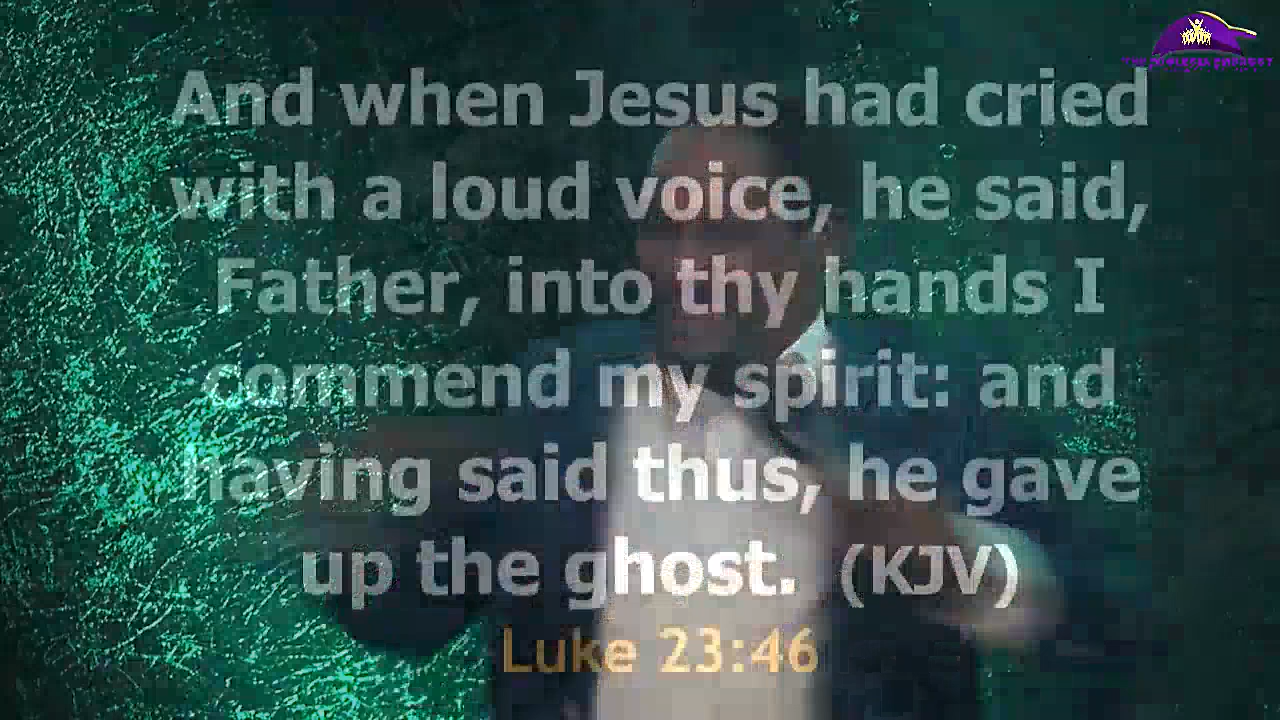 And when Jesus had cried
with a loud voice, he said,
Father, into thy hands I
commend my spirit: and
having said thus, he gave
up the ghost. (KJV)
Luke 23:46